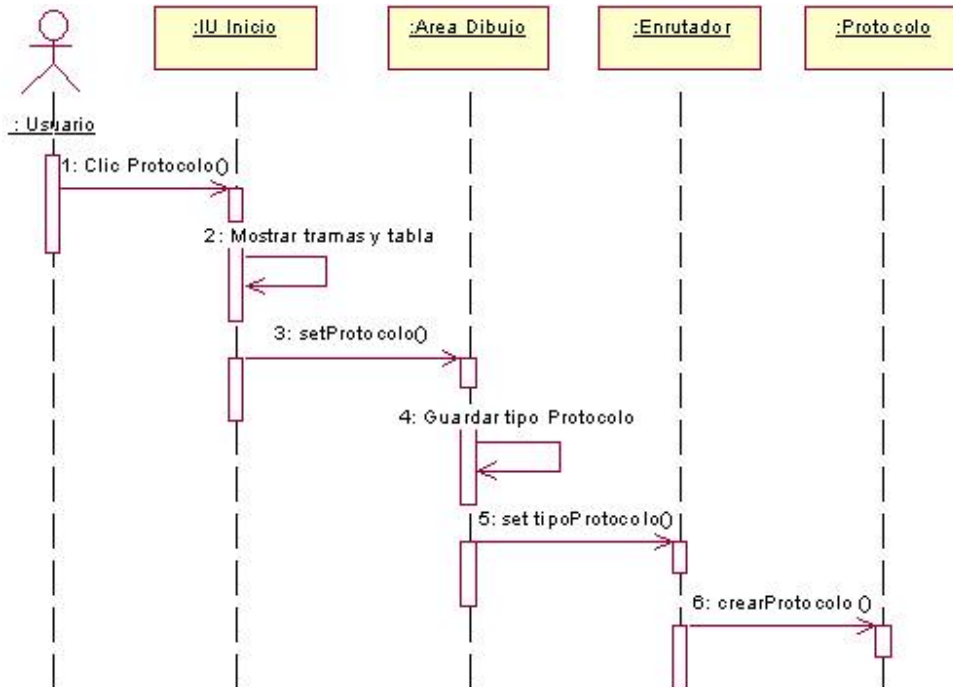 :IU Inicio
:Area Dibujo
:Enrutador
:Protocolo
: Usuario
1: Clic Protocolo()
2: Mostrar tramas y tabla
3: setProtocolo()
4: Guardar tipo Protocolo
5: set tipoProtocolo()
6: crearProtocolo ()